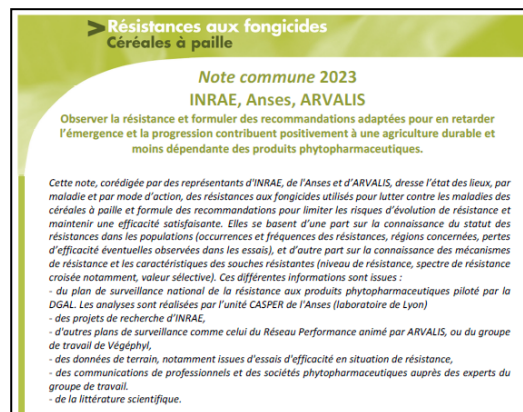 >Résistances aux fongicides
Céréales à paille
Note commune 2023
INRAE, Anses, ARVALIS
Observer la résistance et formuler des recommandations adaptées pour en retarder
l'émergence et la progression contribuent positivement à une agriculture durable et
moins dépendante des produits phytopharmaceutiques.
Cette note, corédigée par des représentants d'INRAE, de l'Anses et d'ARVALIS, dresse l'état des lieux, par
maladie et par mode d'action, des résistances aux fongicides utilisés pour lutter contre les maladies des
céréales à paille et formule des recommandations pour limiter les risques d'évolution de résistance et
maintenir une efficacité satisfaisante. Elles se basent d'une part sur la connaissance du statut des
résistances dans les populations (occurrences et fréquences des résistances, régions concernées, pertes
d'efficacité éventuelles observées dans les essais), et d'autre part sur la connaissance des mécanismes
de résistance et les caractéristiques des souches résistantes (niveau de résistance, spectre de résistance
croisée notamment, valeur sélective). Ces différentes informations sont issues :
- du plan de surveillance national de la résistance aux produits phytopharmaceutiques piloté par la
DGAL. Les analyses sont réalisées par l'unité CASPER de l'Anses (laboratoire de Lyon)
- des projets de recherche d'INRAE,
- d'autres plans de surveillance comme celui du Réseau Performance animé par ARVALIS, ou du groupe
de travail de Végéphyl,
- des données de terrain, notamment issues d'essais d'efficacité en situation de résistance,
- des communications de professionnels et des sociétés phytopharmaceutiques auprès des experts du
groupe de travail.
- de la littérature scientifique.